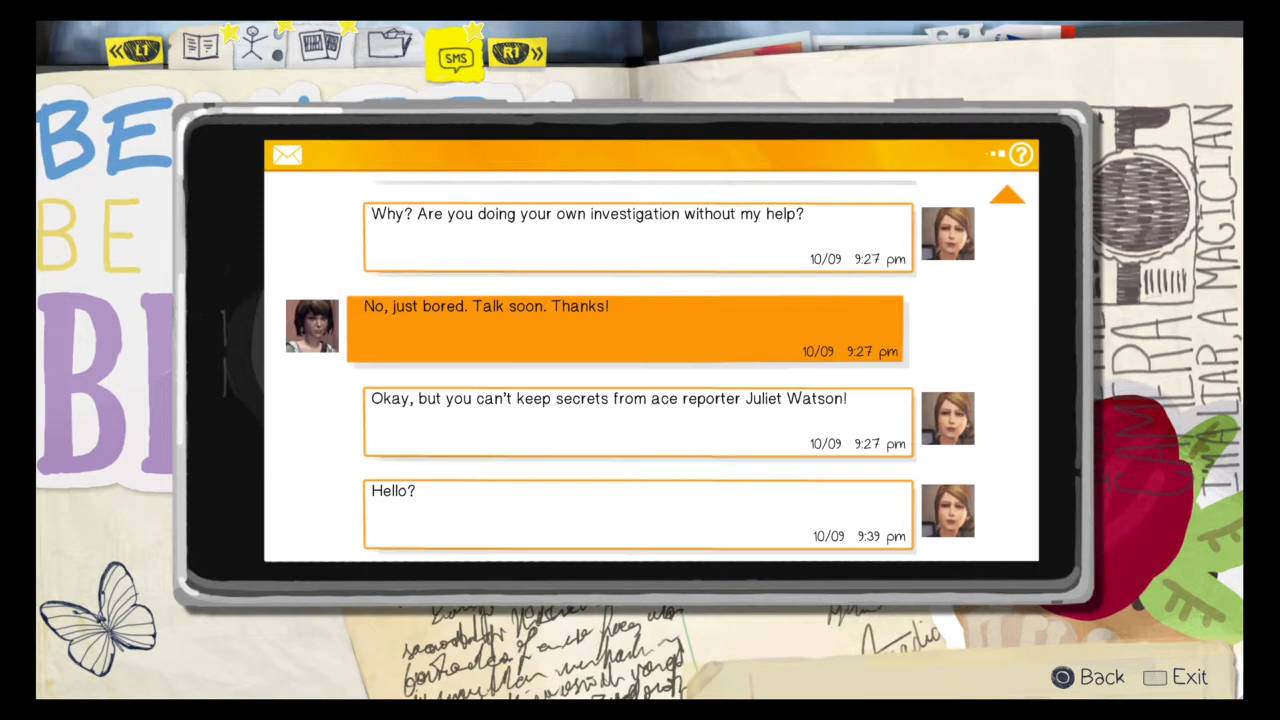 L1
SMS
R1
BE
BE
BE
Why? Are you doing your own investigation without my help?
10/09 9:27 pm
No, just bored. Talk soon. Thanks!
10/09 9:27 pm
Okay, but you can't keep secrets from ace reporter Juliet Watson!
10/09 9:27 pm
Hello?
10/09 9:39 pm
CAMERA
LIAR, A MAGICIAN
Back
Exit